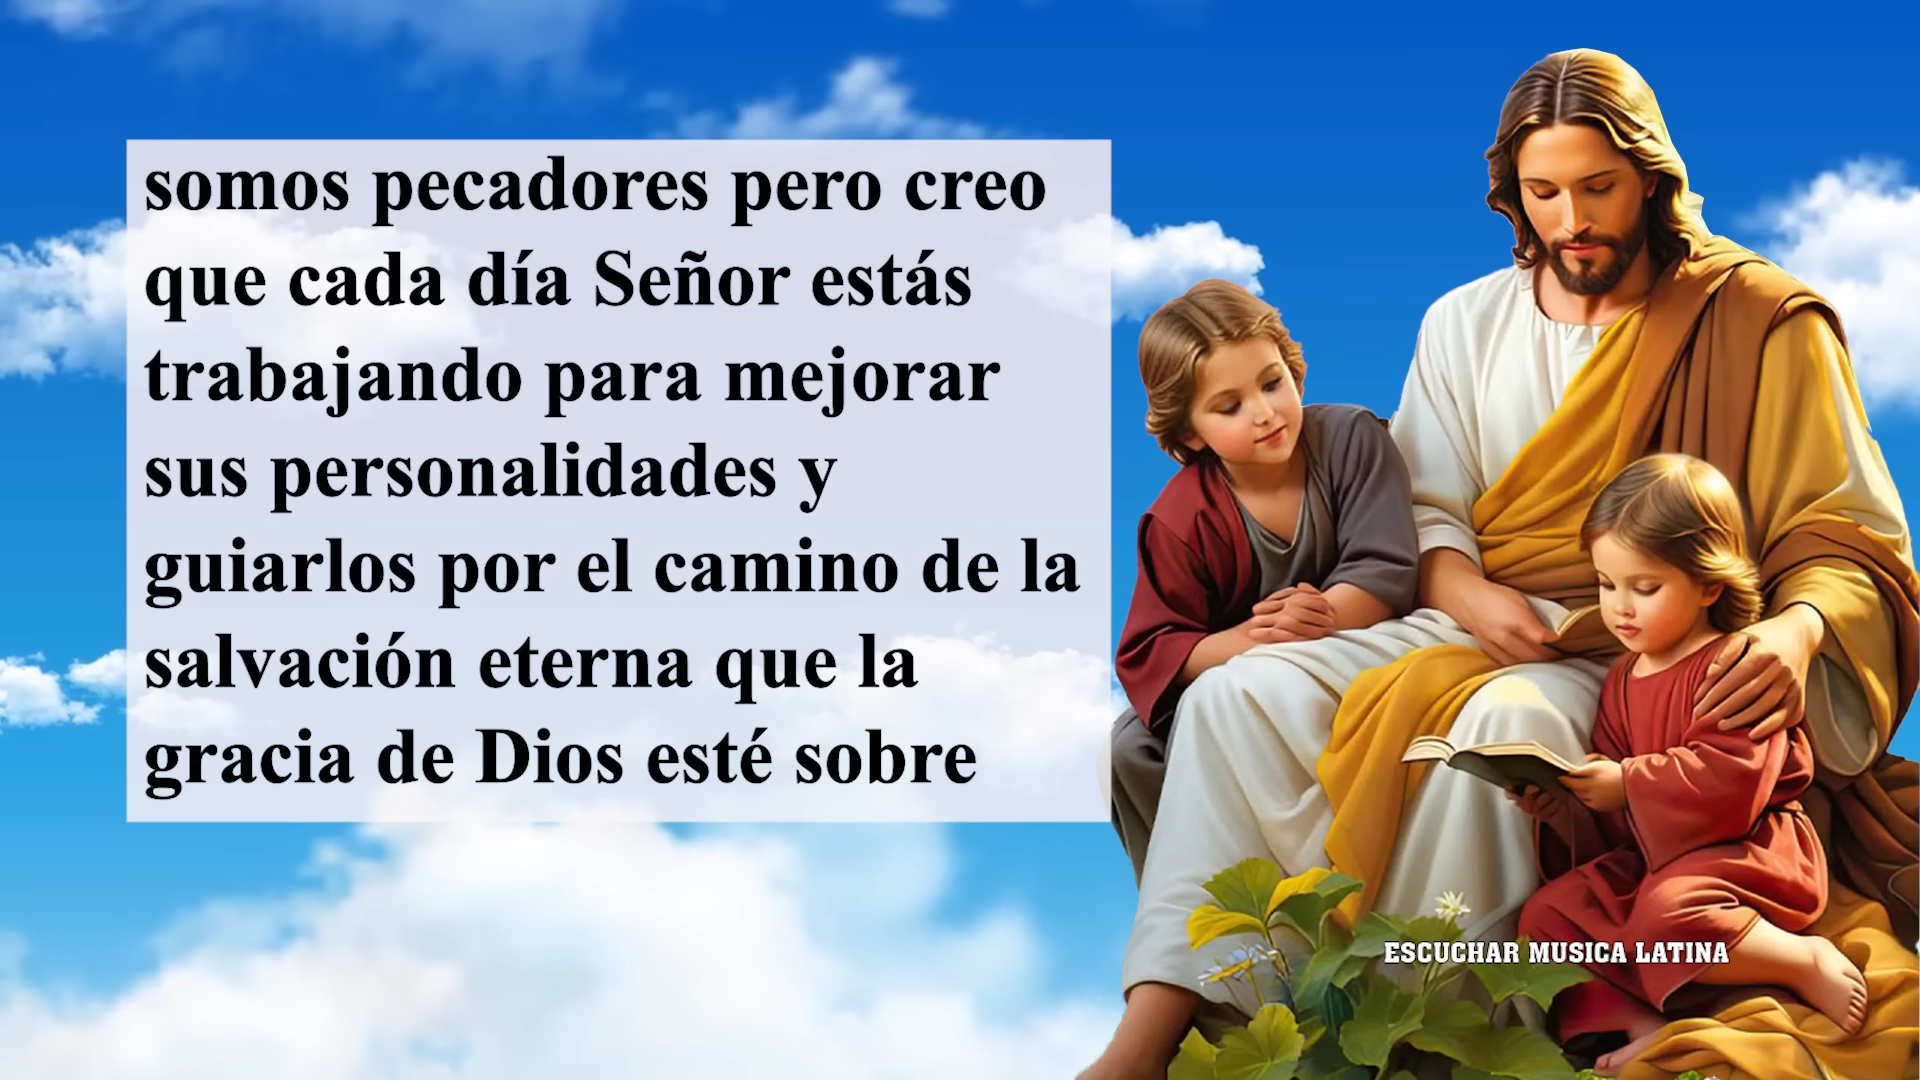 somos pecadores pero creo
que cada día Señor estás
trabajando para mejorar
sus personalidades y
guiarlos por el camino de la
salvación eterna que la
gracia de Dios esté sobre
ESCUCHAR MUSICA LATINA